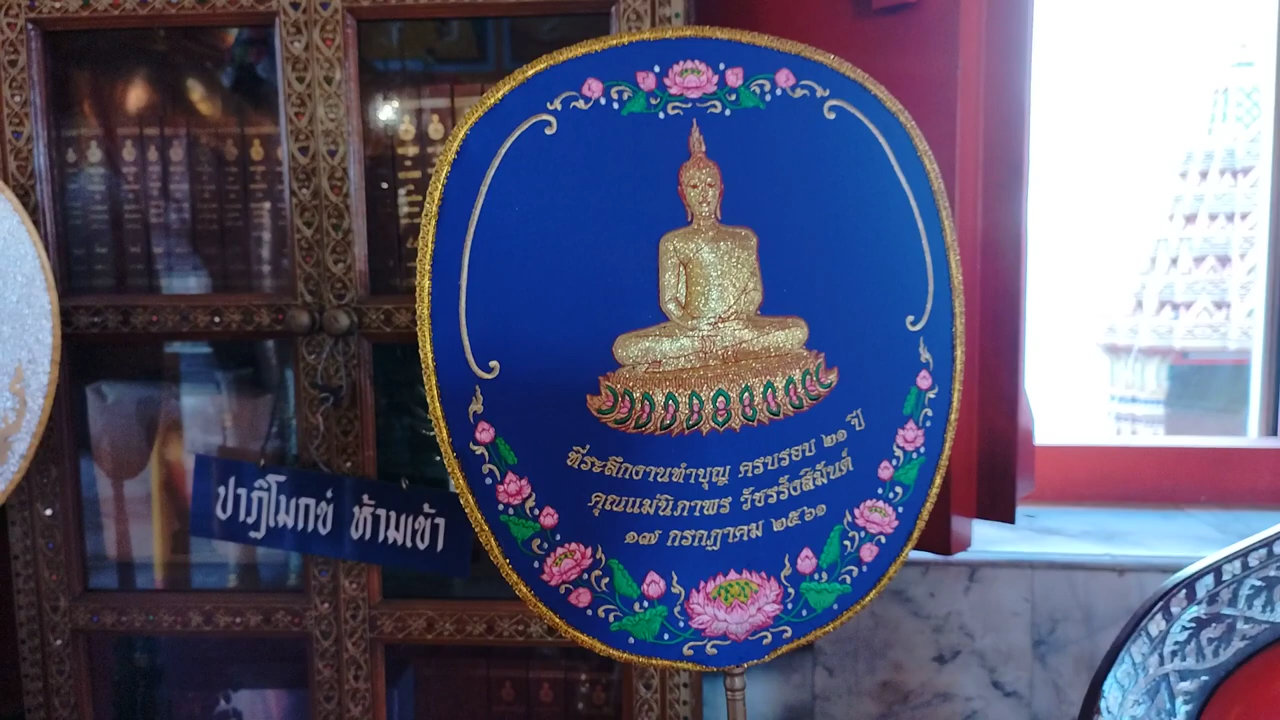 ที่ระลึกงานทำบุญ ครบรอบ ๒๑ ปี
คุณแม่นิภาพร วัชรรังสีมันต์
๑๗ กรกฎาคม ๒๕๖๑
ปาฏิโมกข์ ห้ามเข้า